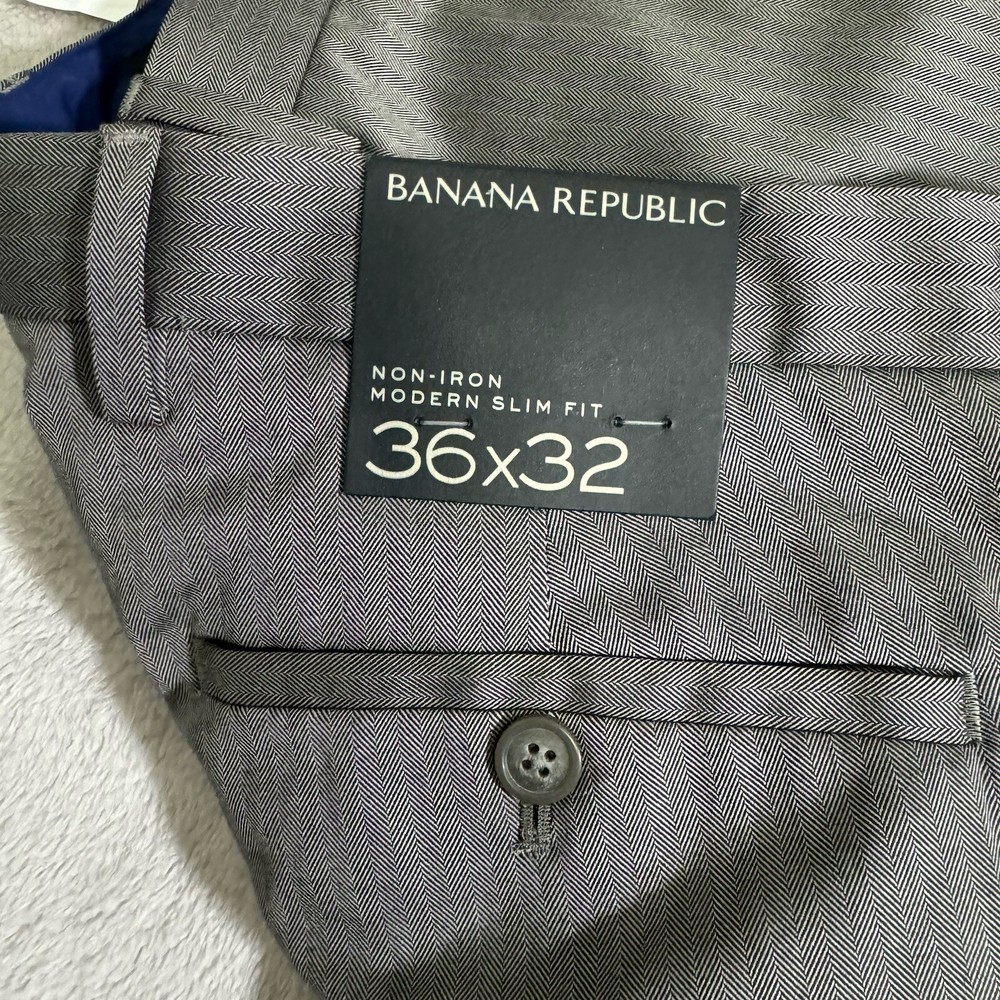 BANANA REPUBLIC
NON-IRON
MODERN SLIM FIT
36x32